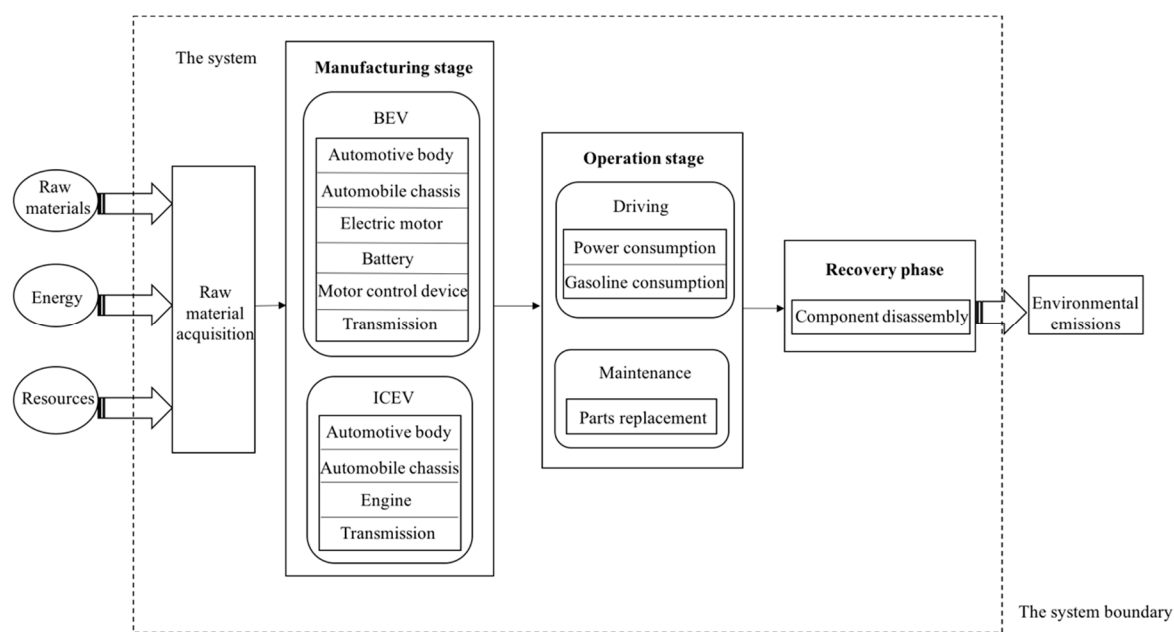 The system
Raw
materials
Energy
Resources
Raw
material
acquisition
Manufacturing stage
BEV
Automotive body
Automobile chassis
Electric motor
Battery
Motor control device
Transmission
ICEV
Automotive body
Automobile chassis
Engine
Transmission
Operation stage
Driving
Power consumption
Gasoline consumption
Maintenance
Parts replacement
Recovery phase
Component disassembly
Environmental
emissions
The system boundary